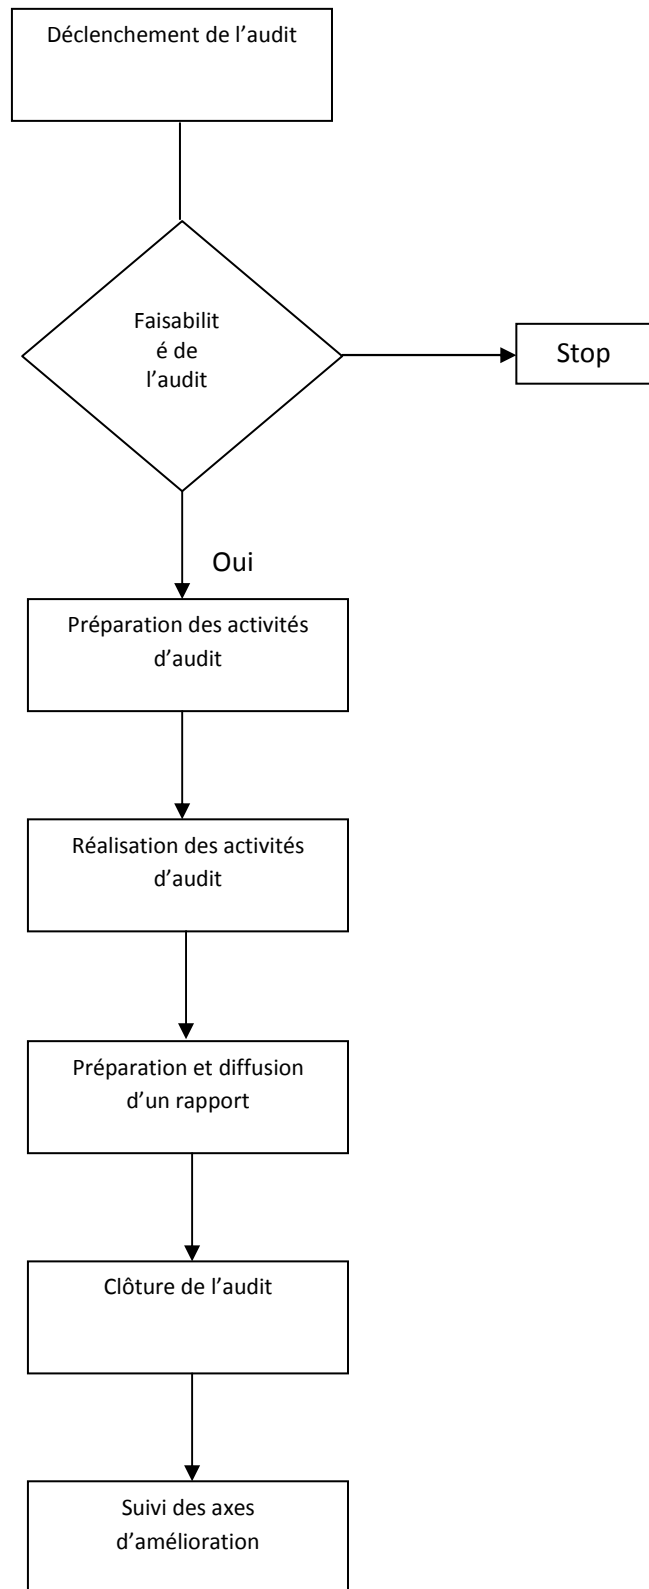 Déclenchement de l’audit
Faisabilit
é de
l’audit
Stop
Oui
Préparation des activités
d’audit
Réalisation des activités
d’audit
Préparation et diffusion
d’un rapport
Clôture de l’audit
Suivi des axes
d’amélioration